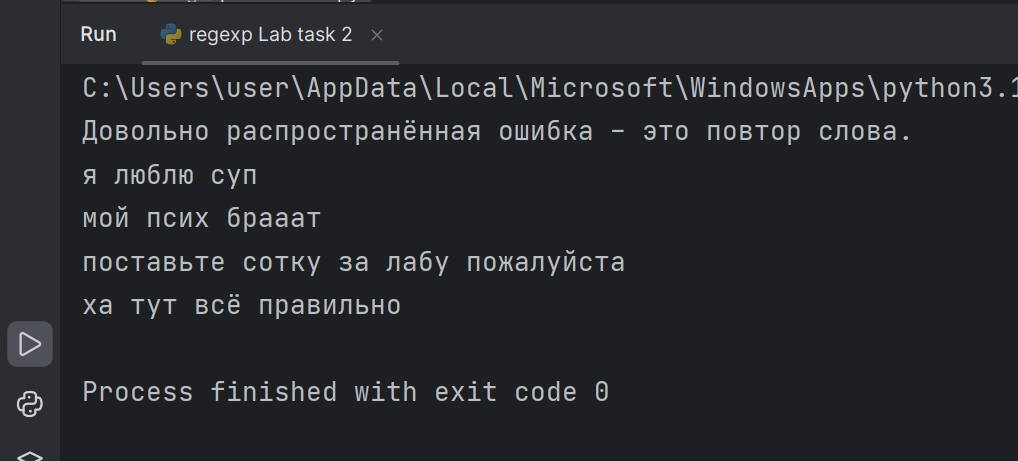 Run regexp Lab task 2
C:\Users\user\AppData\Local\Microsoft\WindowsApps\python3.1
Довольно распространённая ошибка – это повтор слова.
я люблю суп
мой псих брааат
поставьте сотку за лабу пожалуйста
ха тут всё правильно
Process finished with exit code 0